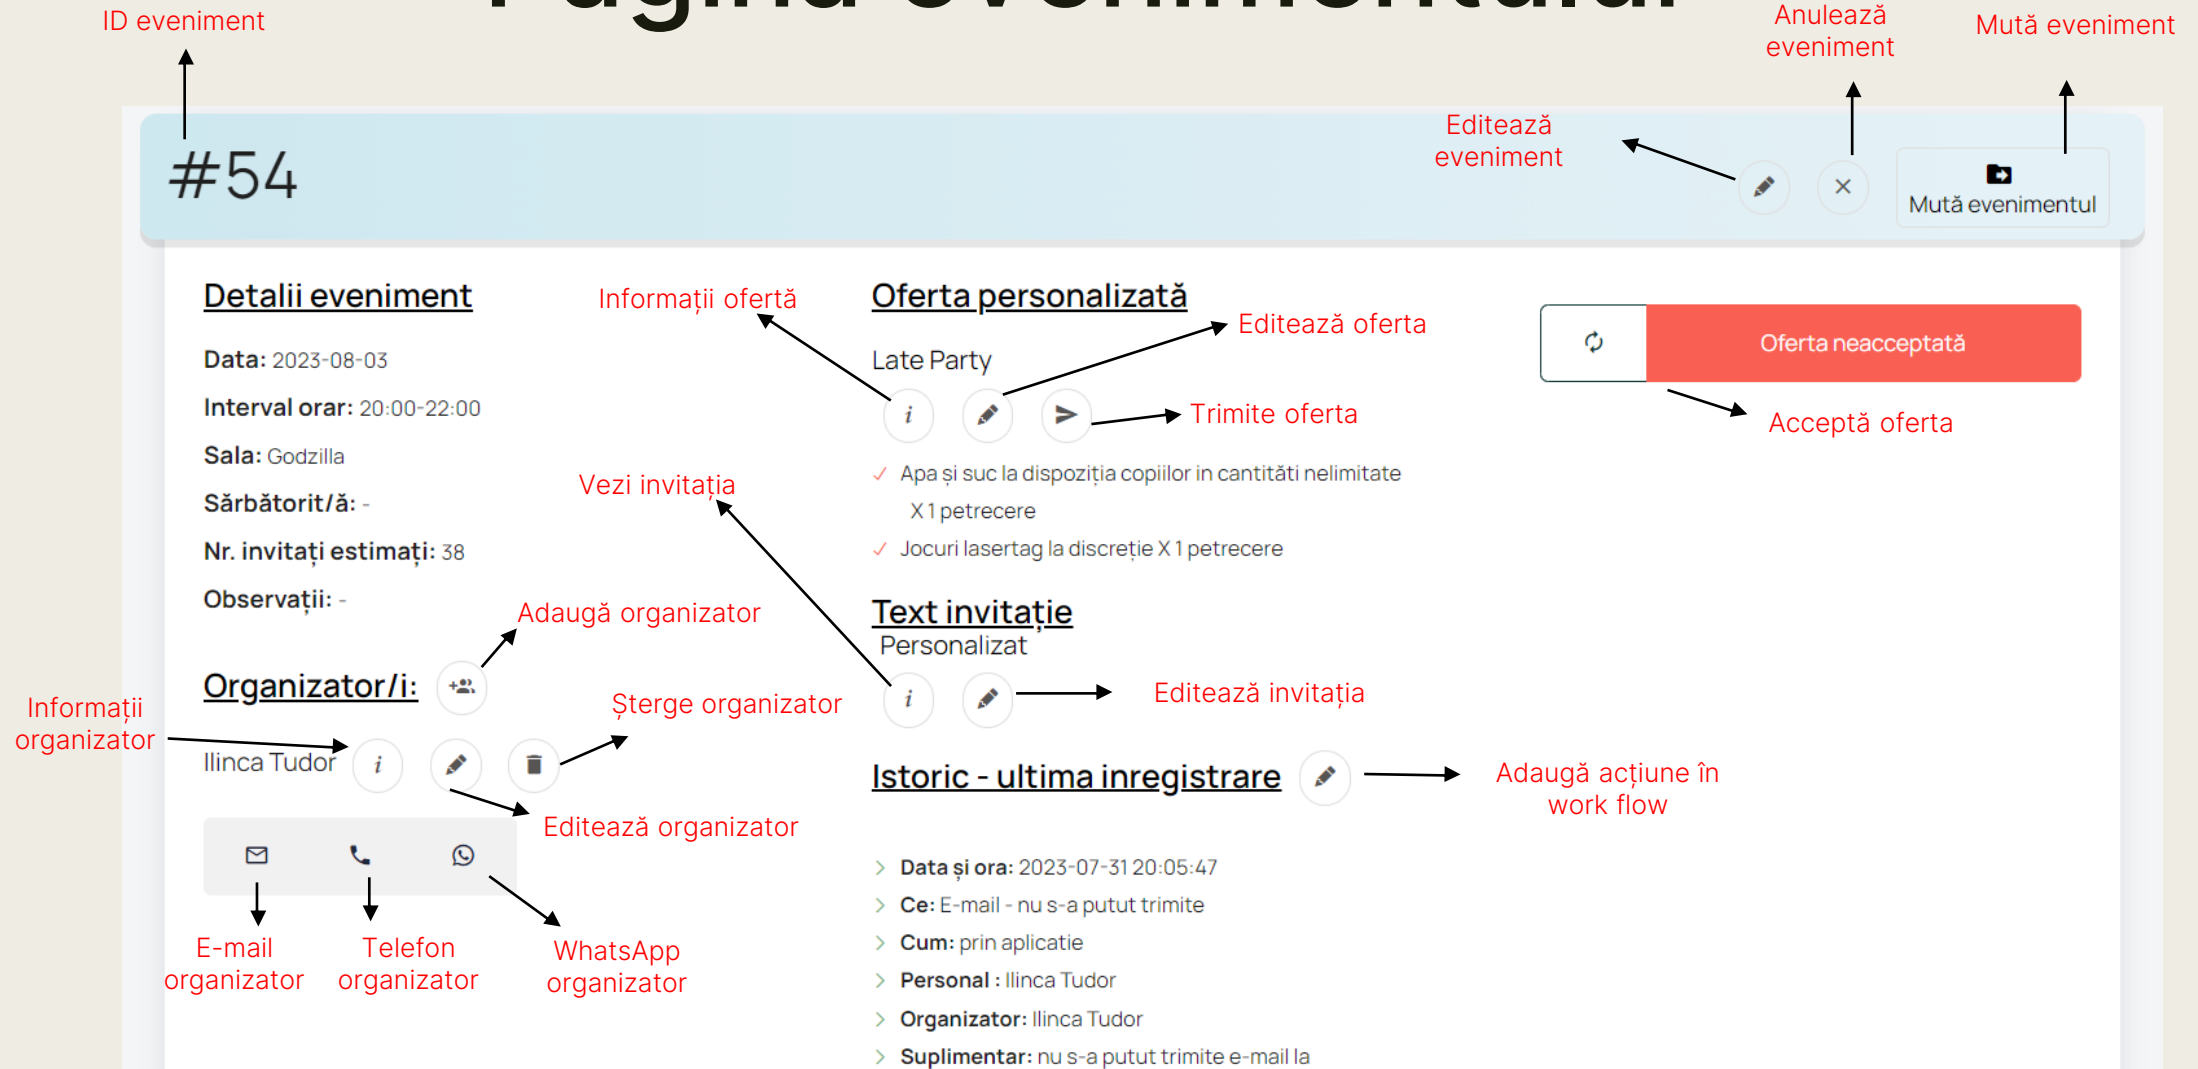 Pagina evenimentului
ID eveniment
Anulează
eveniment
Mută eveniment
Editează
eveniment
#54
Mută evenimentul
Detalii eveniment
Data: 2023-08-03
Interval orar: 20:00-22:00
Sala: Godzilla
Sărbătorit/ă: -
Nr. invitați estimați: 38
Observații: -
Adaugă organizator
Organizator/i:
Informații
organizator
Șterge organizator
Ilinca Tudor
Editează organizator
E-mail
organizator
Telefon
organizator
WhatsApp
organizator
Informații ofertă
Oferta personalizată
Editează oferta
Late Party
Trimite oferta
Vezi invitația
Apa și suc la dispoziția copiilor in cantităti nelimitate
X 1 petrecere
Jocuri lasertag la discreție X 1 petrecere
Text invitație
Personalizat
Editează invitația
Istoric - ultima inregistrare
Adaugă acțiune în
work flow
Data și ora: 2023-07-31 20:05:47
Ce: E-mail - nu s-a putut trimite
Cum: prin aplicatie
Personal : Ilinca Tudor
Organizator: Ilinca Tudor
Suplimentar: nu s-a putut trimite e-mail la
Oferta neacceptată
Acceptă oferta